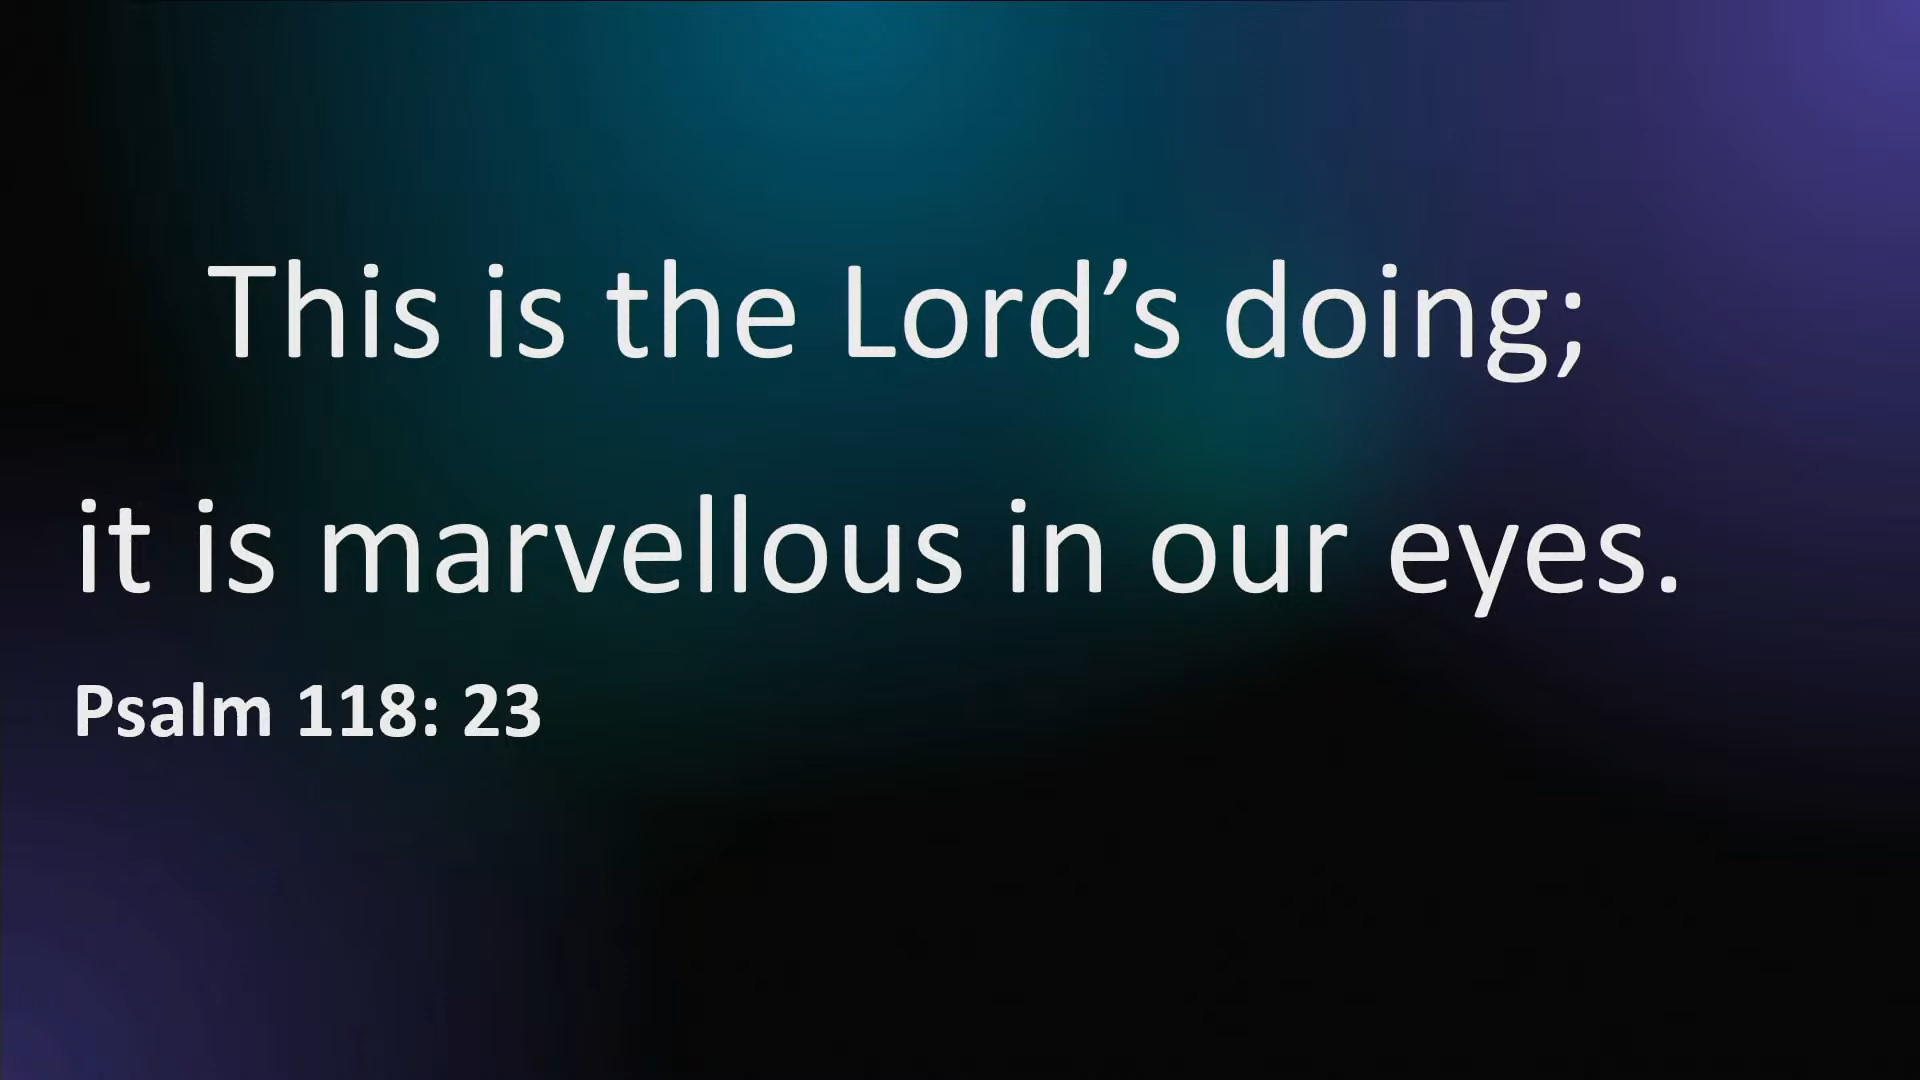 This is the Lord’s doing;
it is marvellous in our eyes.
Psalm 118: 23